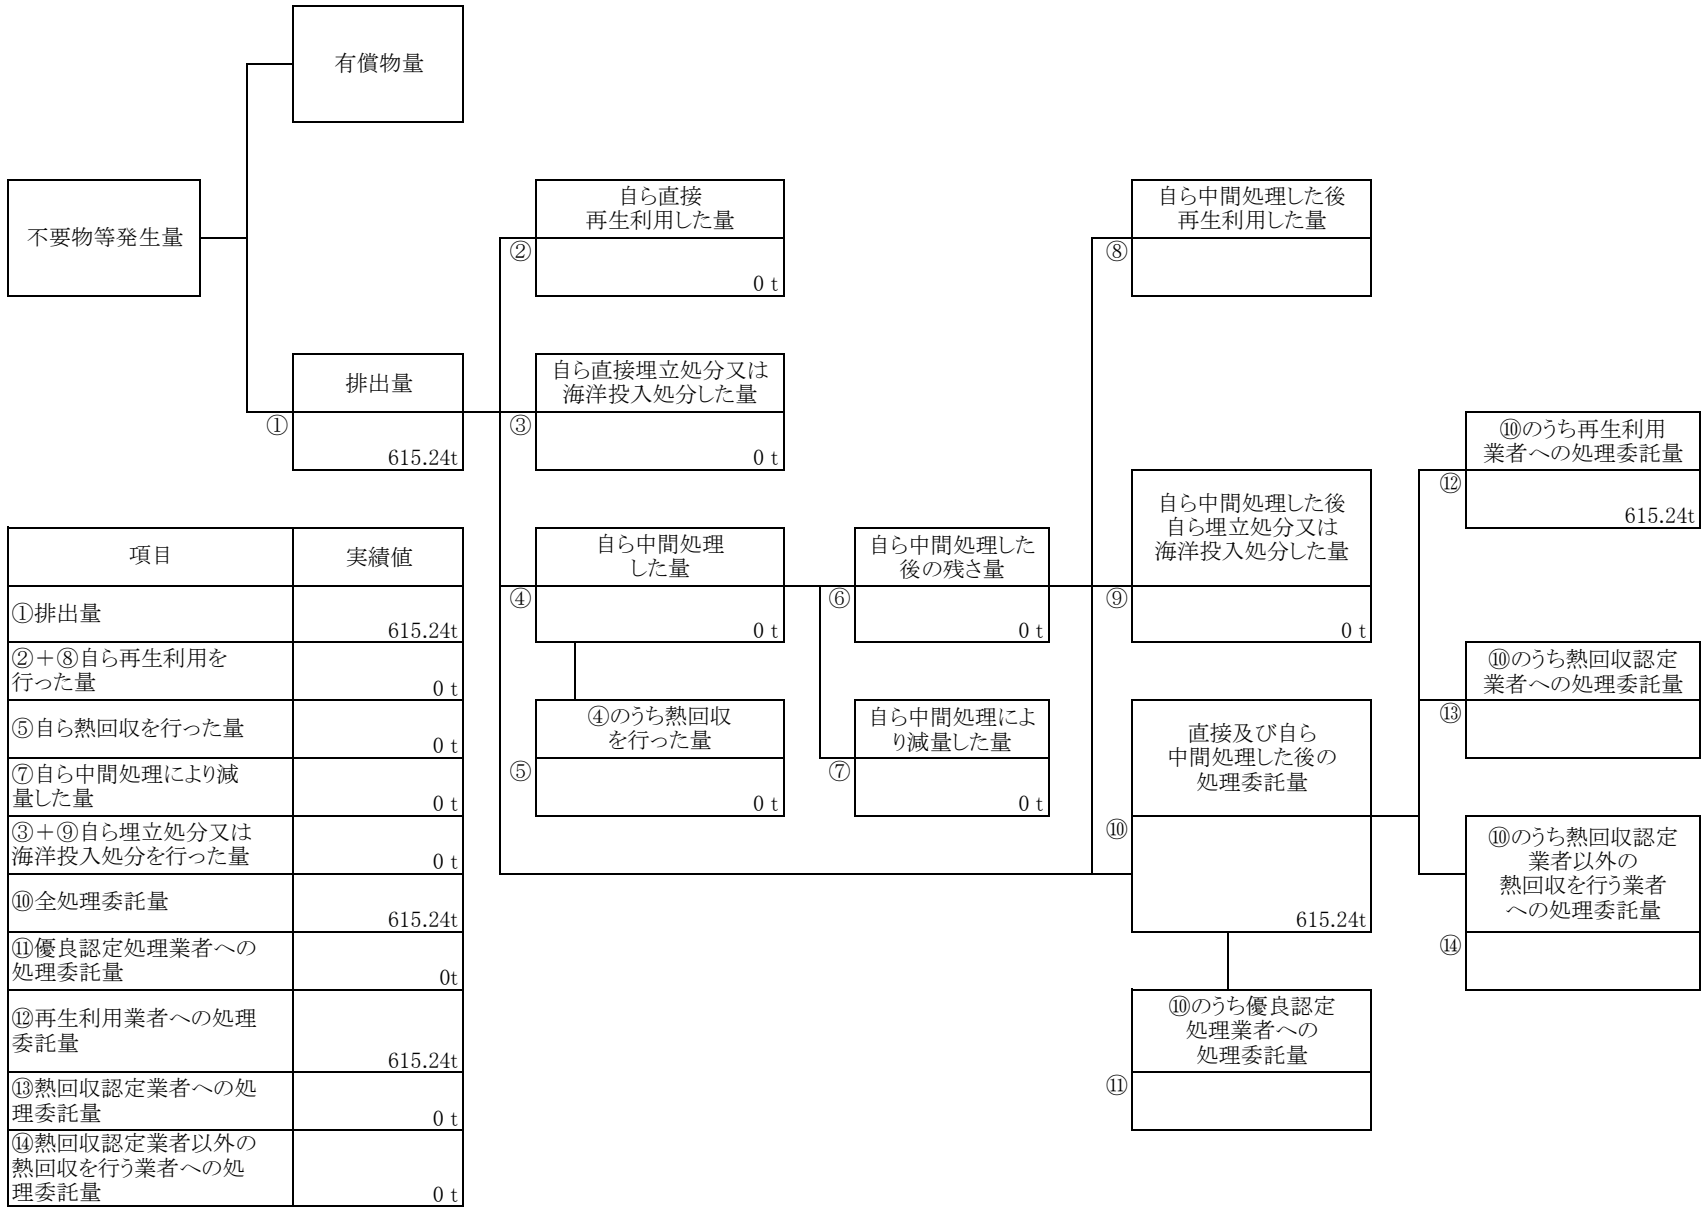 有償物量
不要物等発生量
自ら直接
再生利用した量
②
0 t
自ら中間処理した後
再生利用した量
⑧
排出量
①
615.24t
自ら直接埋立処分又は
海洋投入処分した量
③
0 t
⑩のうち再生利用
業者への処理委託量
⑫
615.24t
自ら中間処理
した量
④
0 t
自ら中間処理した
後の残さ量
⑥
0 t
自ら中間処理した後
自ら埋立処分又は
海洋投入処分した量
⑨
0 t
⑩のうち熱回収認定
業者への処理委託量
⑬
④のうち熱回収
を行った量
⑤
0 t
自ら中間処理によ
り減量した量
⑦
0 t
直接及び自ら
中間処理した後の
処理委託量
⑩
615.24t
⑩のうち熱回収認定
業者以外の
熱回収を行う業者
への処理委託量
⑭
⑩のうち優良認定
処理業者への
処理委託量
⑪
項目
実績値
①排出量
615.24t
②＋⑧自ら再生利用を
行った量
0 t
⑤自ら熱回収を行った量
0 t
⑦自ら中間処理により減
量した量
0 t
③＋⑨自ら埋立処分又は
海洋投入処分を行った量
0 t
⑩全処理委託量
615.24t
⑪優良認定処理業者への
処理委託量
0t
⑫再生利用業者への処理
委託量
615.24t
⑬熱回収認定業者への処
理委託量
0 t
⑭熱回収認定業者以外の
熱回収を行う業者への処
理委託量
0 t